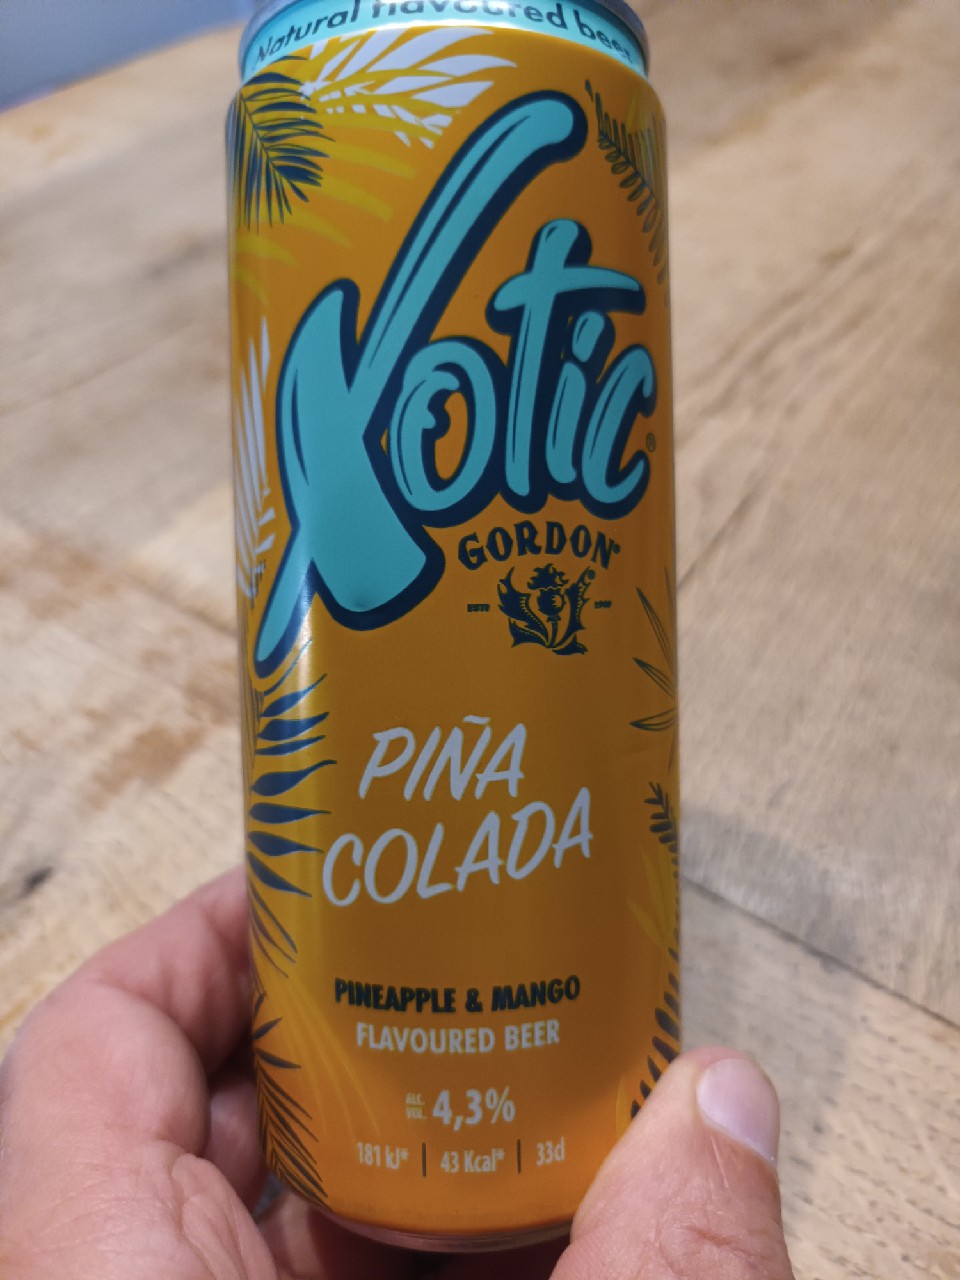 Natural flavoured beer
Xotic®
GORDON®
ESTD
PIÑA
COLADA
PINEAPPLE & MANGO
FLAVOURED BEER
ALC.
VOL. 4,3%
181 kJ* | 43 Kcal* | 33cl